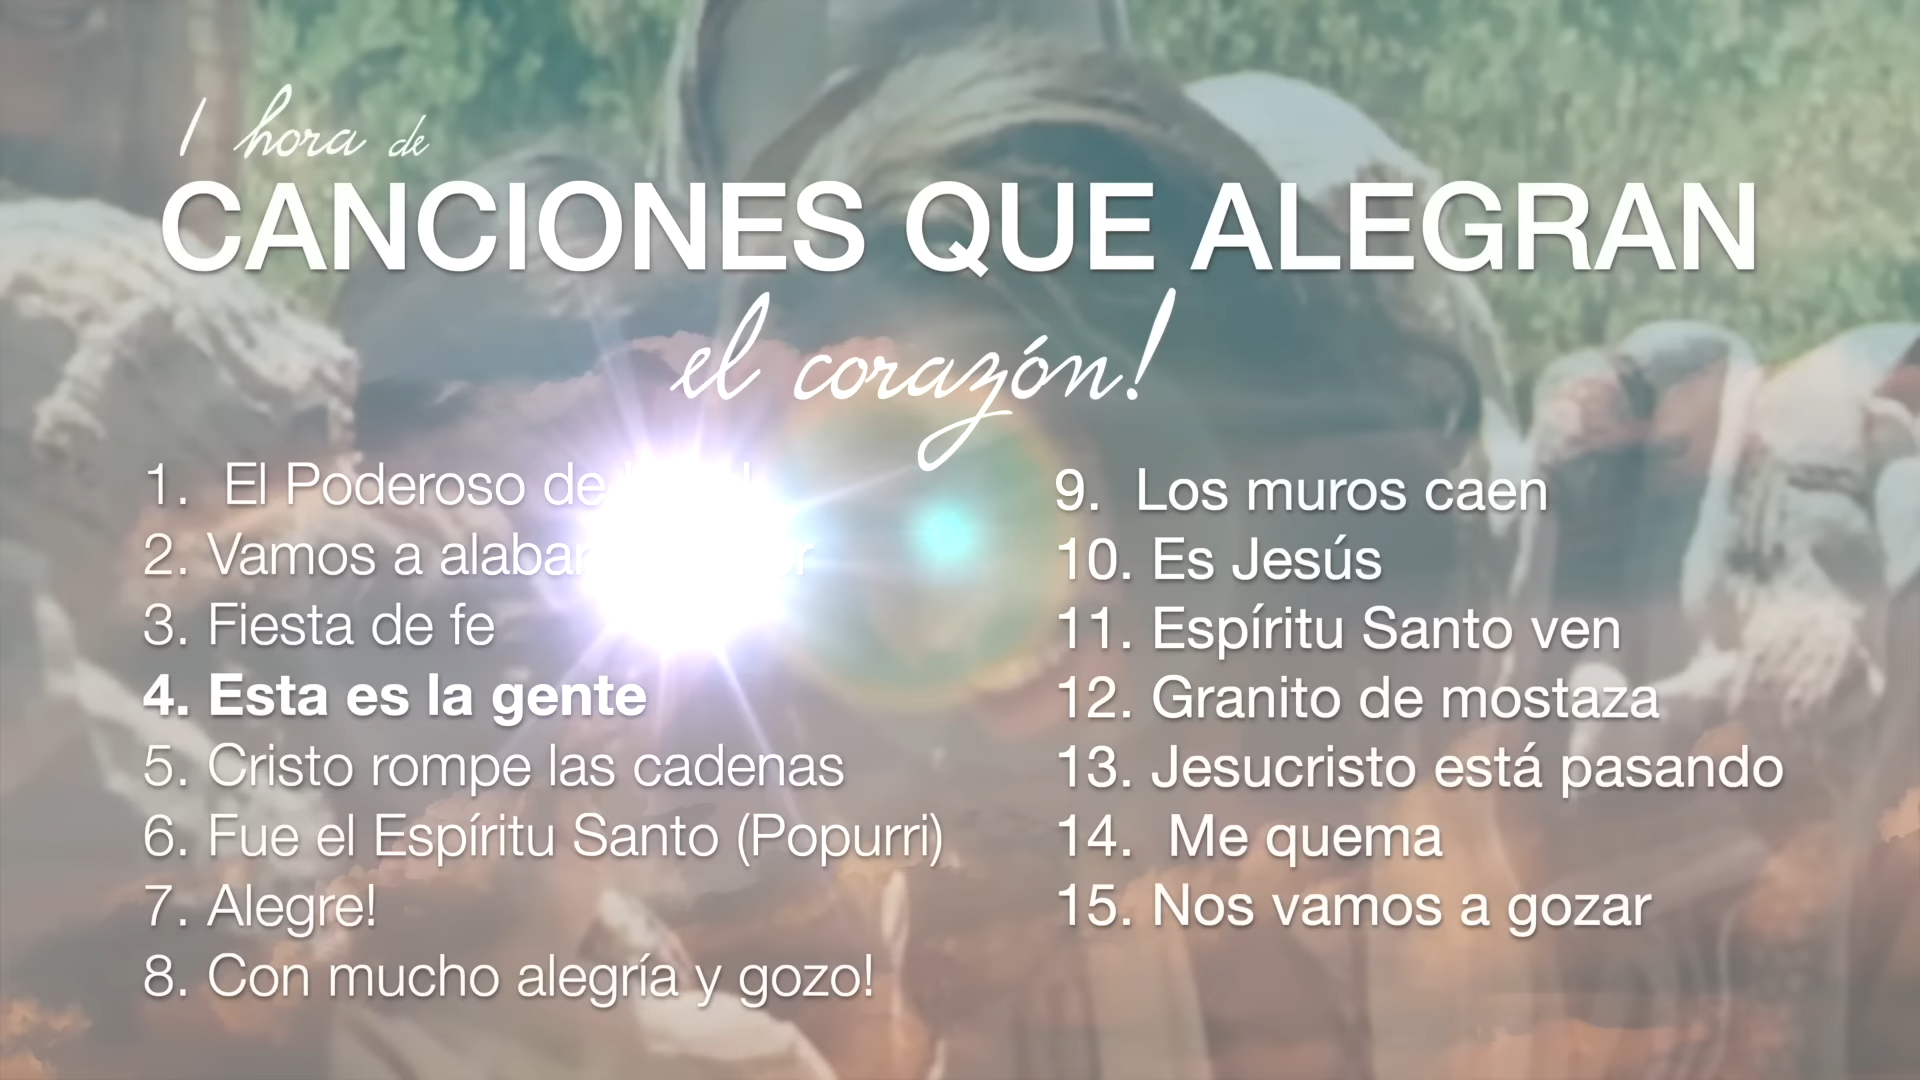 1 hora de
CANCIONES QUE ALEGRAN
el corazón!
1. El Poderoso de
2. Vamos a alabar
3. Fiesta de fe
4. Esta es la gente
5. Cristo rompe las cadenas
6. Fue el Espíritu Santo (Popurri)
7. Alegre!
8. Con mucho alegría y gozo!
9. Los muros caen
10. Es Jesús
11. Espíritu Santo ven
12. Granito de mostaza
13. Jesucristo está pasando
14. Me quema
15. Nos vamos a gozar